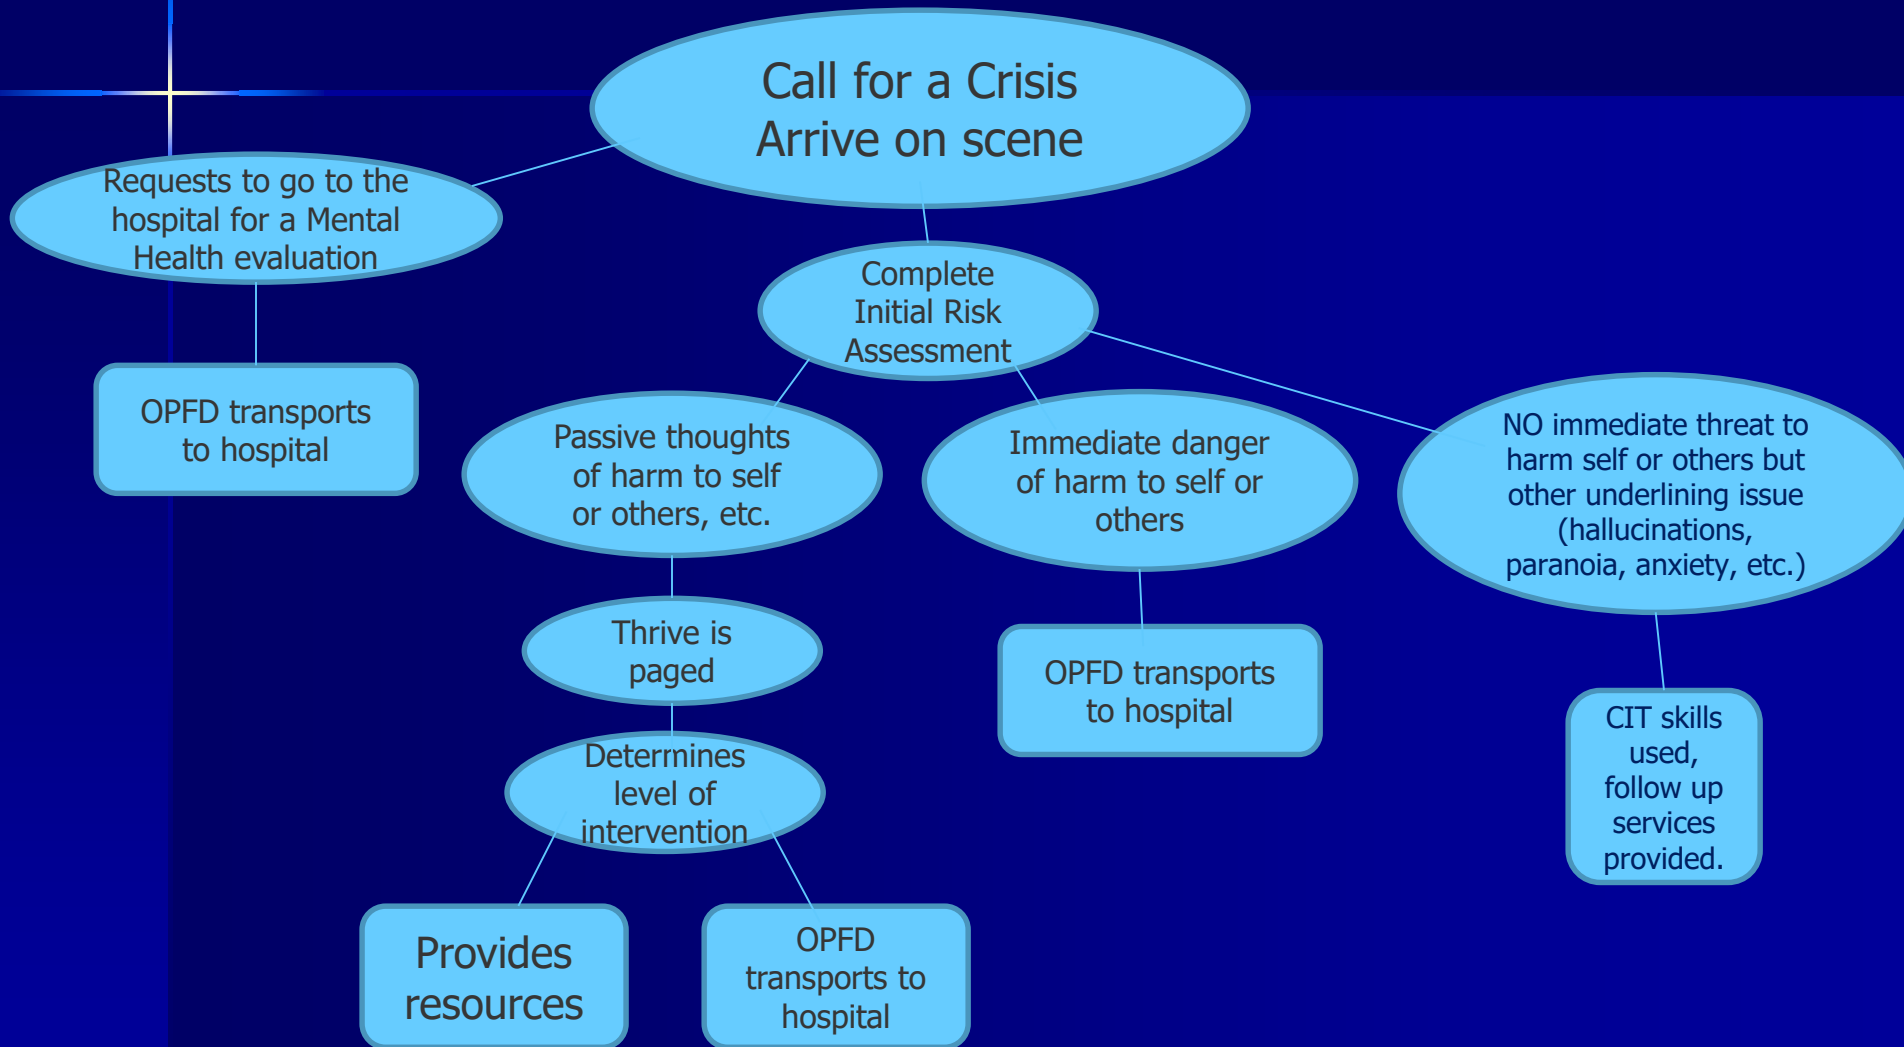 Call for a Crisis
Arrive on scene
Requests to go to the
hospital for a Mental
Health evaluation
Complete
Initial Risk
Assessment
OPFD transports
to hospital
Passive thoughts
of harm to self
or others, etc.
Immediate danger
of harm to self or
others
NO immediate threat to
harm self or others but
other underlining issue
(hallucinations,
paranoia, anxiety, etc.)
Thrive is
paged
OPFD transports
to hospital
CIT skills
used,
follow up
services
provided.
Determines
level of
intervention
Provides
resources
OPFD
transports to
hospital